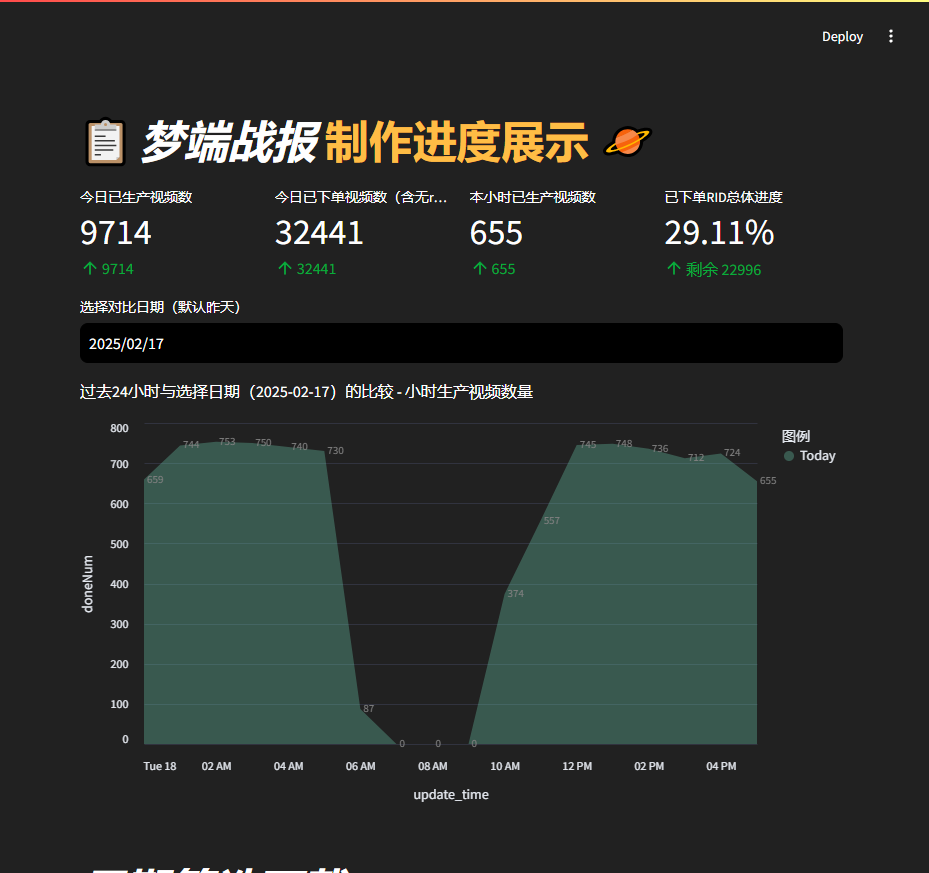 Deploy
梦端战报 制作进度展示
今日已生产视频数
9714
9714
今日已下单视频数（含无r...
32441
32441
本小时已生产视频数
655
655
已下单RID总体进度
29.11%
剩余 22996
选择对比日期（默认昨天）
2025/02/17
过去24小时与选择日期（2025-02-17）的比较 - 小时生产视频数量
图例
Today
doneNum
800
700
600
500
400
300
200
100
0
659
744
753
750
740
730
87
0
0
0
374
557
745
748
736
712
724
655
Tue 18
02 AM
04 AM
06 AM
08 AM
10 AM
12 PM
02 PM
04 PM
update_time